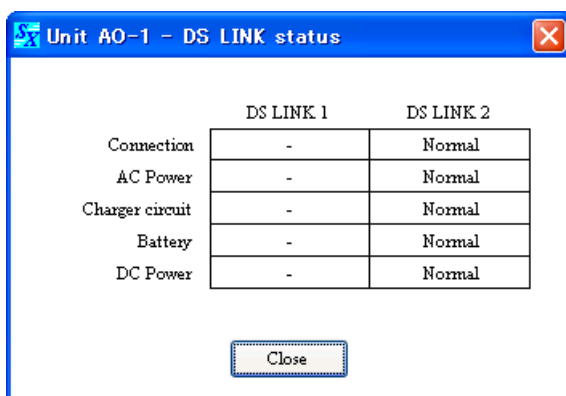 SX Unit AO-1 - DS LINK status
DS LINK 1 DS LINK 2
Connection - Normal
AC Power - Normal
Charger circuit - Normal
Battery - Normal
DC Power - Normal
Close